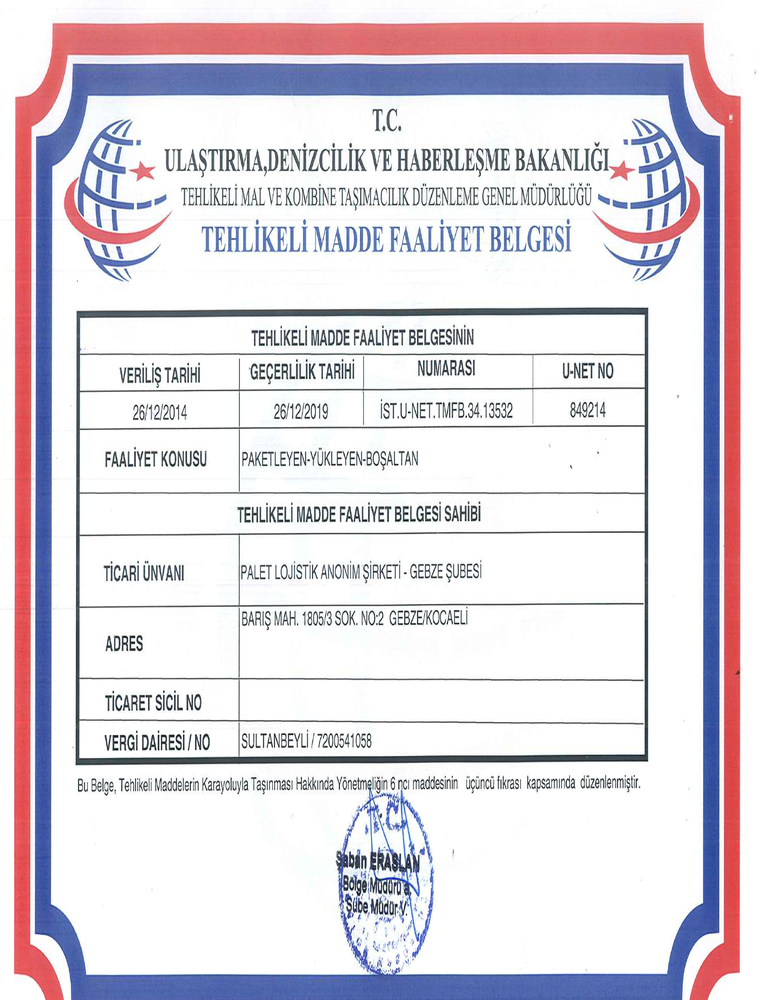 T.C.
ULAŞTIRMA,DENİZCİLİK VE HABERLEŞME BAKANLIĞI
TEHLİKELİ MAL VE KOMBİNE TAŞIMACILIK DÜZENLEME GENEL MÜDÜRLÜĞÜ
TEHLİKELİ MADDE FAALİYET BELGESİ
TEHLİKELİ MADDE FAALİYET BELGESİNİN
VERİLİŞ TARİHİ GEÇERLİLİK TARİHİ NUMARASI U-NET NO
26/12/2014 26/12/2019 İST.U-NET.TMFB.34.13532 849214
FAALİYET KONUSU PAKETLEYEN-YÜKLEYEN-BOŞALTAN
TEHLİKELİ MADDE FAALİYET BELGESİ SAHİBİ
TİCARİ ÜNVANI PALET LOJİSTİK ANONİM ŞİRKETİ - GEBZE ŞUBESİ
BARIŞ MAH. 1805/3 SOK. NO:2 GEBZE/KOCAELİ
ADRES
TİCARET SİCİL NO
VERGİ DAİRESİ / NO SULTANBEYLİ / 7200541058
Bu Belge, Tehlikeli Maddelerin Karayoluyla Taşınması Hakkında Yönetmeliğin 6 ncı maddesinin üçüncü fıkrası kapsamında düzenlenmiştir.
T.C.
Şaban ERASLAN
Bölge Müdürü a.
Şube Müdür V.